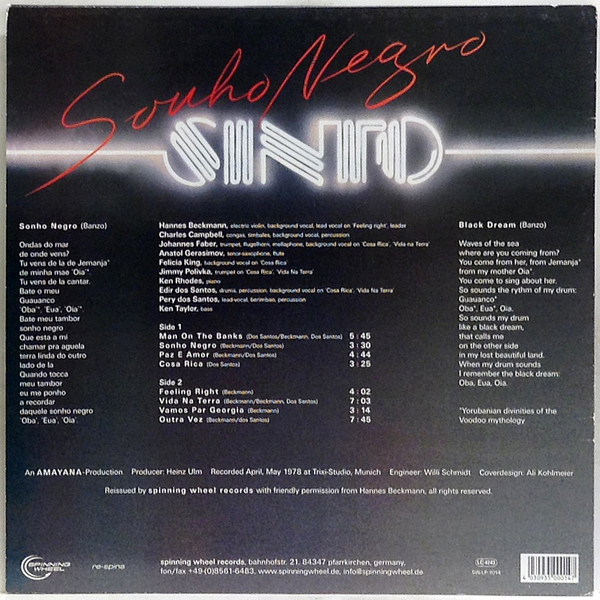 Sonho Negro
SINTO
Sonho Negro (Banzo)
Ondas do mar
de onde vens?
Tu vens de la de Jemanja*
de minha mae 'Oia'*.
Tu vens de la cantar.
Bate o meu
Guauanco
'Oba'*, 'Eua', 'Oia'*.
Bate meu tambor
sonho negro
Que esta a mi
chamar pra aguela
terra linda do outro
lado de la
Quando tocca
meu tambor
eu me ponho
a recordar
daquele sonho negro
'Oba', 'Eua', 'Oia'
Hannes Beckmann, electric violin, background vocal, lead vocal on 'Feeling right', leader
Charles Campbell, congas, timbales, background vocal, percussion
Johannes Faber, trumpet, flugelhorn, mellophone, background vocal on 'Cosa Rica', 'Vida na Terra'
Anatol Gerasimov, tenor-saxophone, flute
Felicia King, background vocal on 'Cosa Rica'
Jimmy Polivka, trumpet on 'Cosa Rica', 'Vida Na Terra'
Ken Rhodes, piano
Edir dos Santos, drums, percussion, background vocal on 'Cosa Rica', 'Vida Na Terra'
Pery dos Santos, lead-vocal, berimbao, percussion
Ken Taylor, bass
Side 1
Man On The Banks (Dos Santos/Beckmann, Dos Santos) 5:45
Sonho Negro (Beckmann/Dos Santos) 3:30
Paz E Amor (Beckmann/Dos Santos) 4:44
Cosa Rica (Dos Santos) 3:25
Side 2
Feeling Right (Beckmann) 4:02
Vida Na Terra (Beckmann/Beckmann, Dos Santos) 7:03
Vamos Par Georgia (Beckmann) 3:14
Outra Vez (Beckmann/dos Santos) 7:45
Black Dream (Banzo)
Waves of the sea
where are you coming from?
You come from her, from Jemanja*
from my mother Oia*.
You come to sing about her.
So sounds the rythm of my drum:
Guauanco*
Oba*, Eua*, Oia.
So sounds my drum
like a black dream,
that calls me
on the other side
in my lost beautiful land.
When my drum sounds
I remember the black dream:
Oba, Eua, Oia.
*Yorubanian divinities of the
Voodoo mythology
An AMAYANA-Production Producer: Heinz Ulm Recorded April, May 1978 at Trixi-Studio, Munich Engineer: Willi Schmidt Coverdesign: Ali Kohlmeier
Reissued by spinning wheel records with friendly permission from Hannes Beckmann, all rights reserved.
SPINNING
WHEEL
re-spina
spinning wheel records, bahnhofstr. 21, 84347 pfarrkirchen, germany,
fon/fax +49-(0)8561-6483, www.spinningwheel.de, info@spinningwheel.de
LC 4243
SW-LP-1014
4 030931 000147